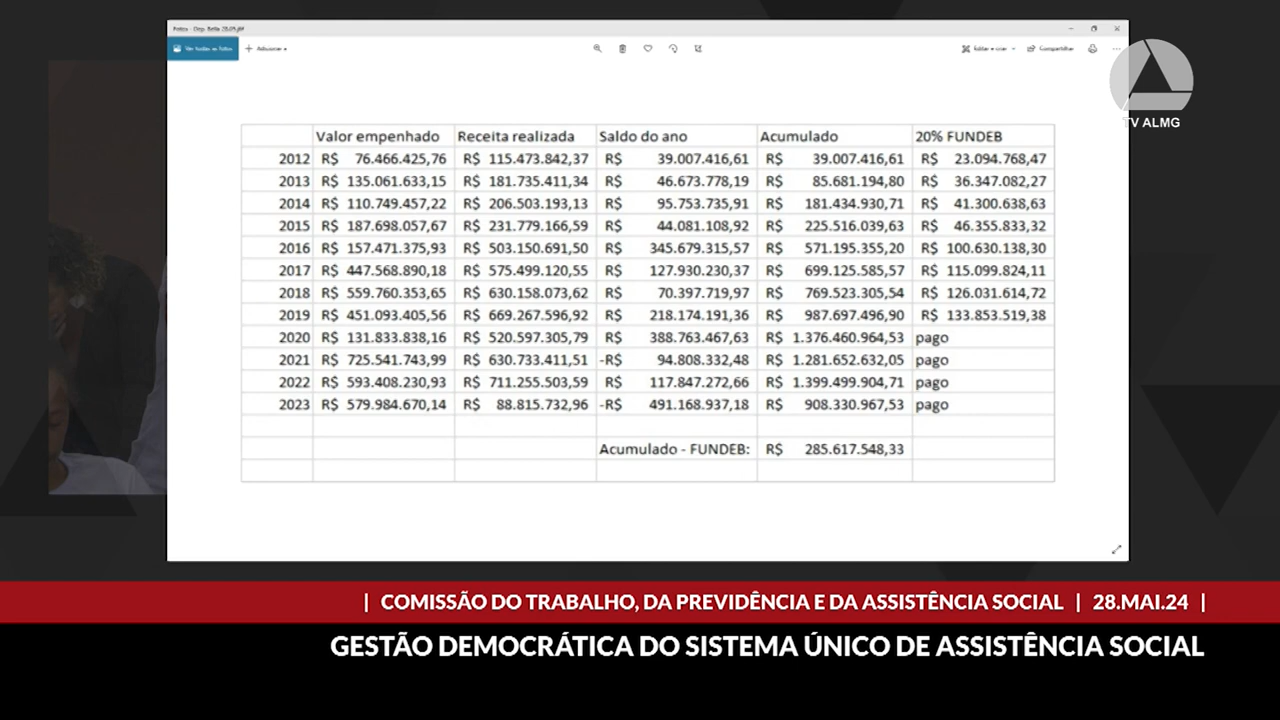 Fotos - Dep. Betão 28.05.jfif
Ver todas as fotos + Adicionar Editar e criar Compartilhar
TV ALMG
Valor empenhado Receita realizada Saldo do ano Acumulado 20% FUNDEB
2012 R$ 76.466.425,76 R$ 115.473.842,37 R$ 39.007.416,61 R$ 39.007.416,61 R$ 23.094.768,47
2013 R$ 135.061.633,15 R$ 181.735.411,34 R$ 46.673.778,19 R$ 85.681.194,80 R$ 36.347.082,27
2014 R$ 110.749.457,22 R$ 206.503.193,13 R$ 95.753.735,91 R$ 181.434.930,71 R$ 41.300.638,63
2015 R$ 187.698.057,67 R$ 231.779.166,59 R$ 44.081.108,92 R$ 225.516.039,63 R$ 46.355.833,32
2016 R$ 157.471.375,93 R$ 503.150.691,50 R$ 345.679.315,57 R$ 571.195.355,20 R$ 100.630.138,30
2017 R$ 447.568.890,18 R$ 575.499.120,55 R$ 127.930.230,37 R$ 699.125.585,57 R$ 115.099.824,11
2018 R$ 559.760.353,65 R$ 630.158.073,62 R$ 70.397.719,97 R$ 769.523.305,54 R$ 126.031.614,72
2019 R$ 451.093.405,56 R$ 669.267.596,92 R$ 218.174.191,36 R$ 987.697.496,90 R$ 133.853.519,38
2020 R$ 131.833.838,16 R$ 520.597.305,79 R$ 388.763.467,63 R$ 1.376.460.964,53 pago
2021 R$ 725.541.743,99 R$ 630.733.411,51 -R$ 94.808.332,48 R$ 1.281.652.632,05 pago
2022 R$ 593.408.230,93 R$ 711.255.503,59 R$ 117.847.272,66 R$ 1.399.499.904,71 pago
2023 R$ 579.984.670,14 R$ 88.815.732,96 -R$ 491.168.937,18 R$ 908.330.967,53 pago
Acumulado - FUNDEB: R$ 285.617.548,33
| COMISSÃO DO TRABALHO, DA PREVIDÊNCIA E DA ASSISTÊNCIA SOCIAL | 28.MAI.24 |
GESTÃO DEMOCRÁTICA DO SISTEMA ÚNICO DE ASSISTÊNCIA SOCIAL